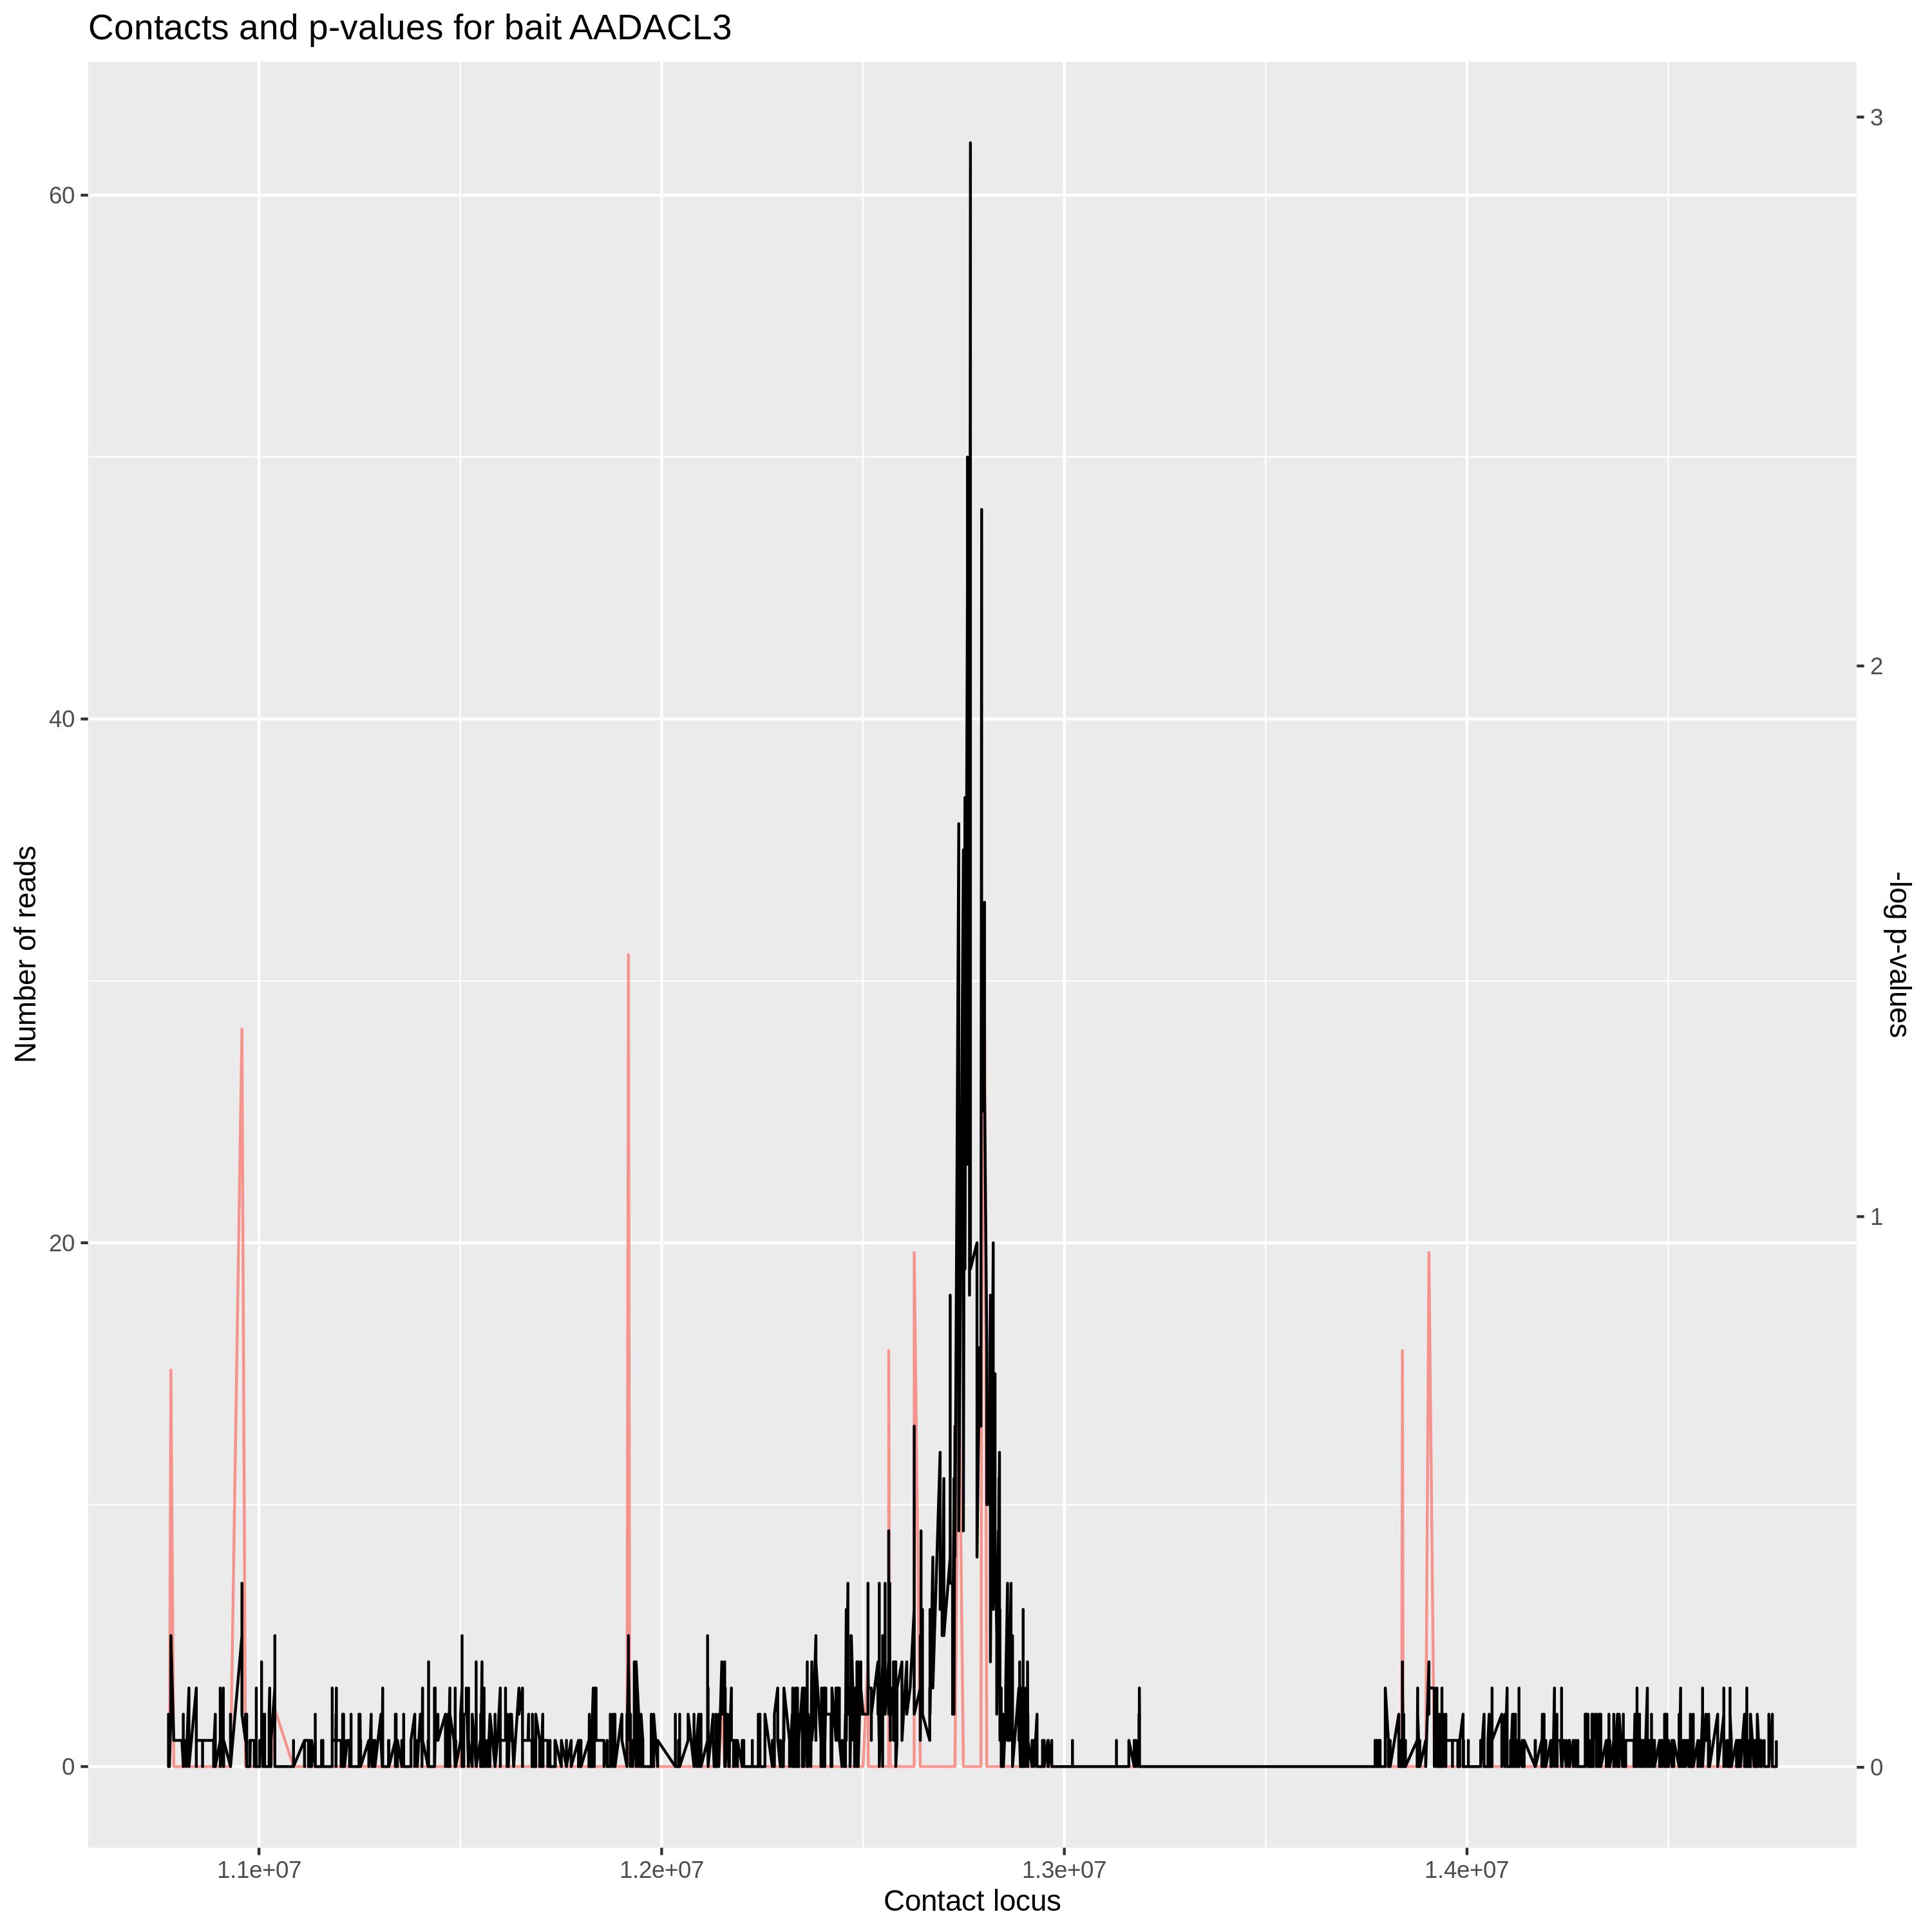 Contacts and p-values for bait AADACL3
60
40
20
0
Number of reads
3
2
1
0
-log p-values
1.1e+07
1.2e+07
1.3e+07
1.4e+07
Contact locus